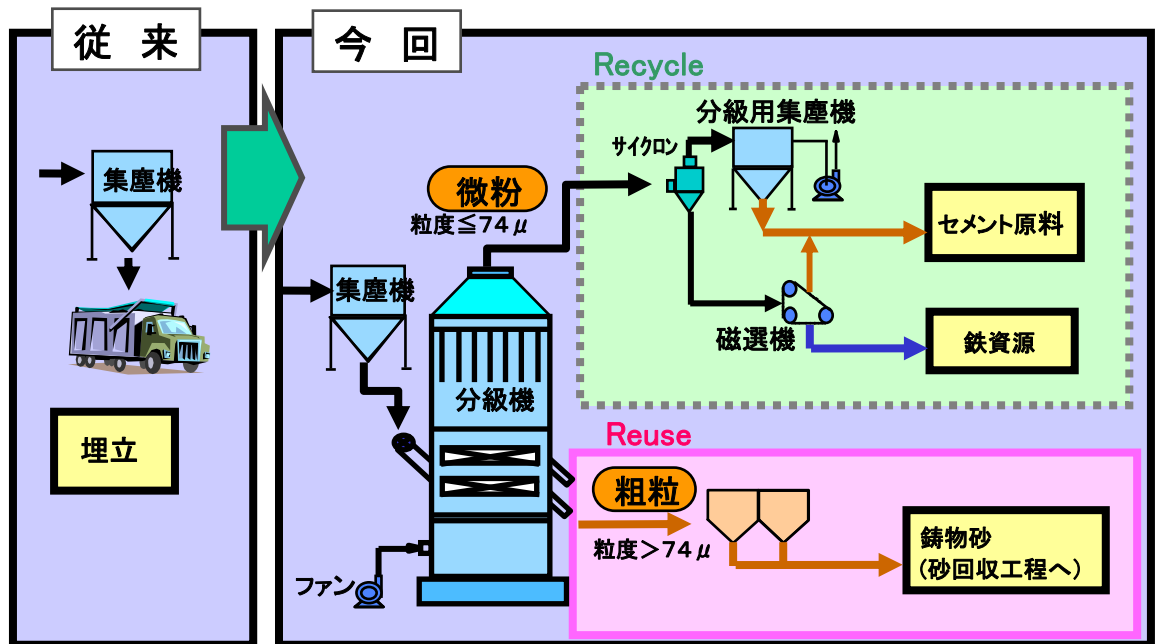 従 来
集塵機
埋立
今 回
集塵機
ファン
分級機
微粉
粒度≦74μ
Recycle
サイクロン
分級用集塵機
磁選機
セメント原料
鉄資源
Reuse
粗粒
粒度＞74μ
鋳物砂
(砂回収工程へ)